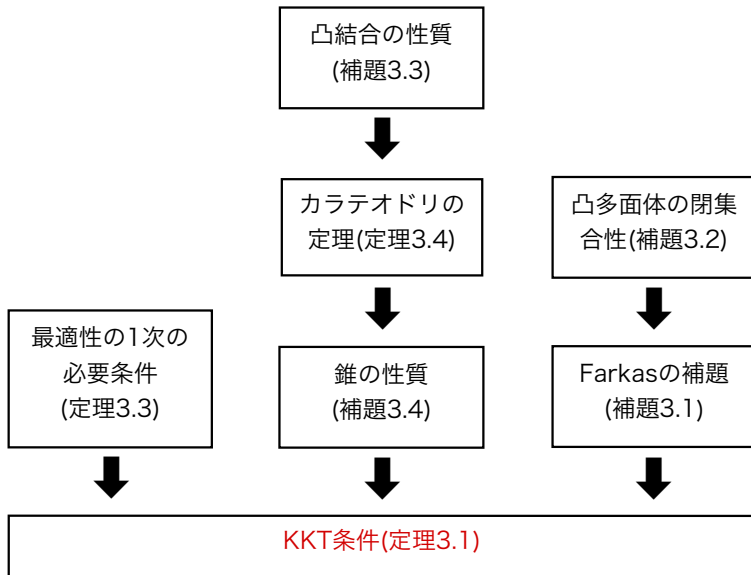 凸結合の性質
(補題3.3)
カラテオドリの
定理(定理3.4)
凸多面体の閉集
合性(補題3.2)
最適性の1次の
必要条件
(定理3.3)
錐の性質
(補題3.4)
Farkasの補題
(補題3.1)
KKT条件(定理3.1)